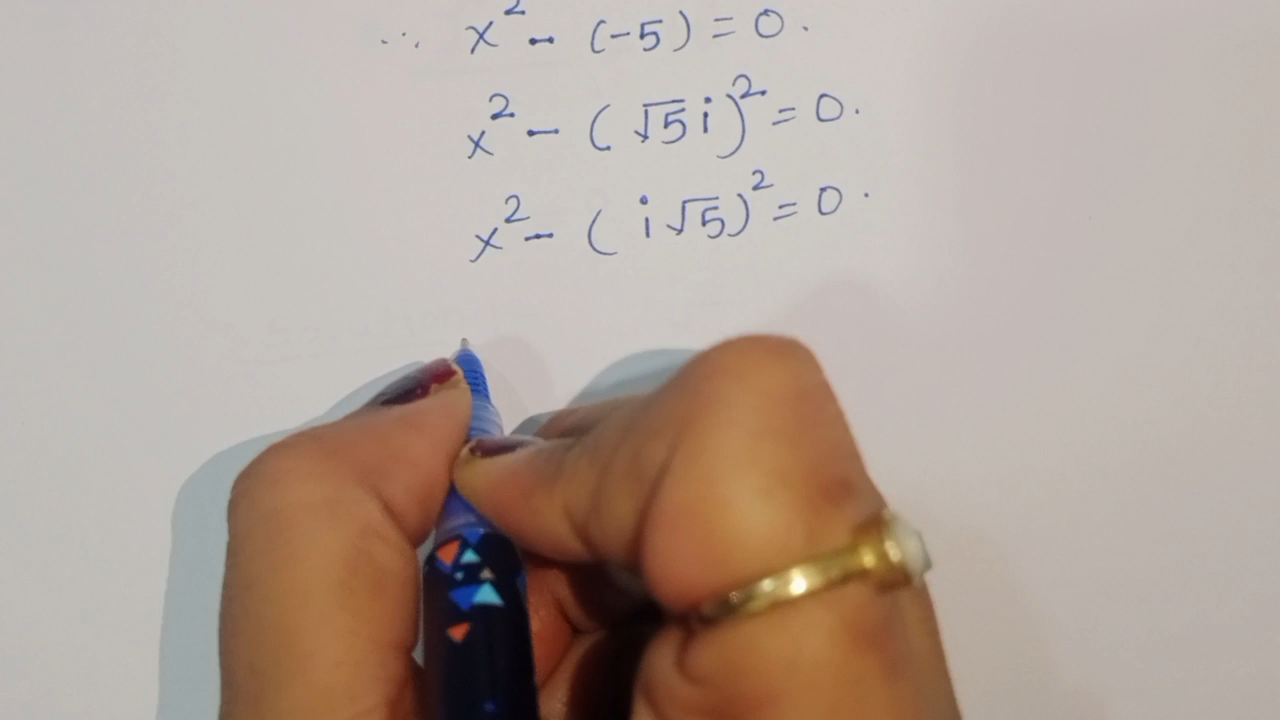 ∴ x² - (-5) = 0.
x² - (√5 i)² = 0.
x² - (i√5)² = 0.